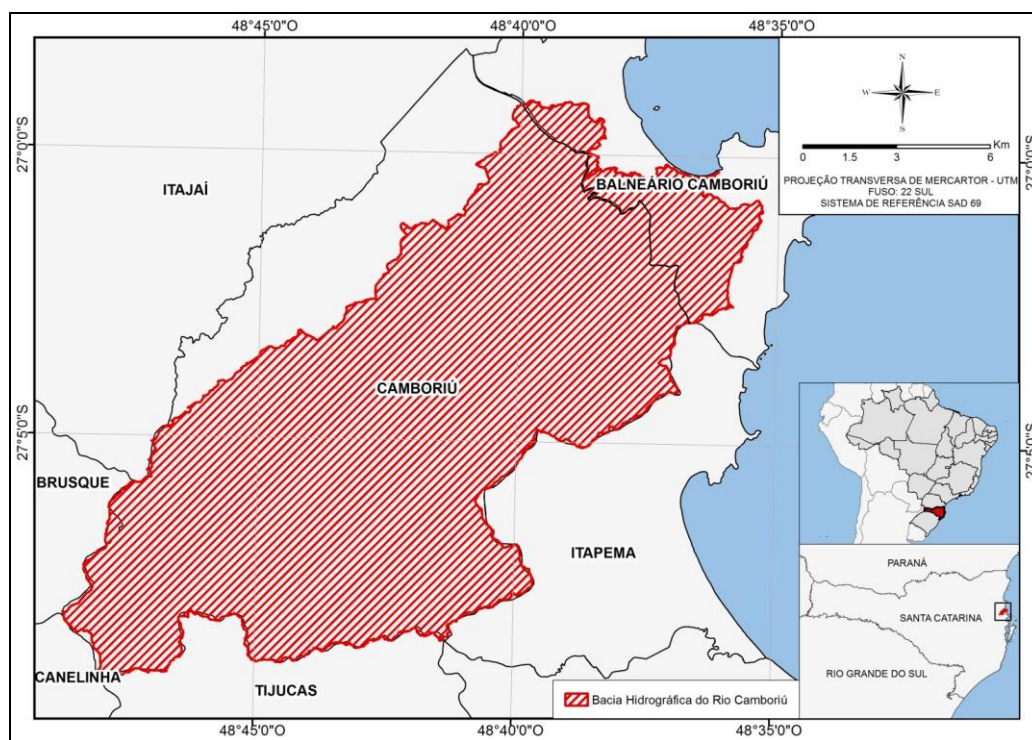 48°45'0"O
48°40'0"O
48°35'0"O
N
W
E
S
Km
0
1.5
3
6
PROJEÇÃO TRANSVERSA DE MERCARTOR - UTM
FUSO: 22 SUL
SISTEMA DE REFERÊNCIA SAD 69
27°0'0"S
27°0'0"S
ITAJAÍ
BALNEÁRIO CAMBORIÚ
CAMBORIÚ
27°5'0"S
27°5'0"S
BRUSQUE
ITAPEMA
PARANÁ
SANTA CATARINA
RIO GRANDE DO SUL
CANELINHA
TIJUCAS
Bacia Hidrográfica do Rio Camboriú
48°45'0"O
48°40'0"O
48°35'0"O